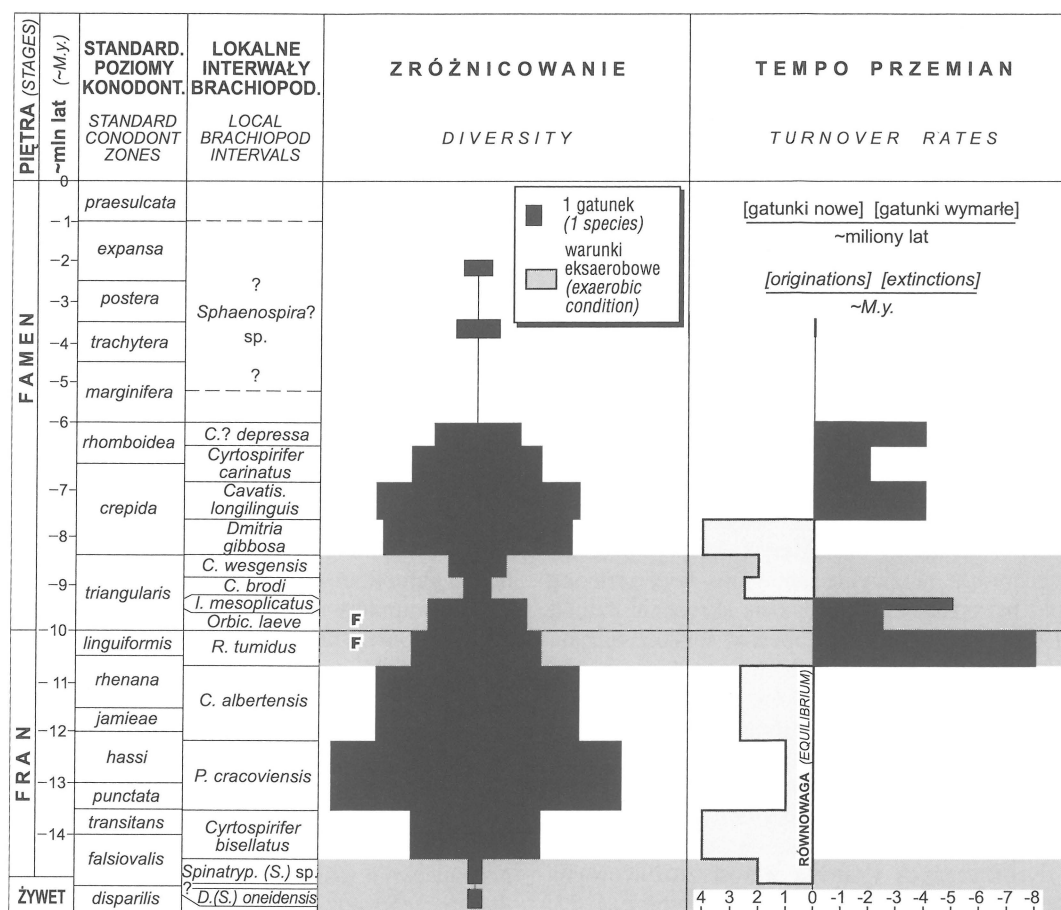 PIĘTRA (STAGES)
~mln lat (~M.y.)
STANDARD.
POZIOMY
KONODONT.
STANDARD
CONODONT
ZONES
LOKALNE
INTERWAŁY
BRACHIOPOD.
LOCAL
BRACHIOPOD
INTERVALS
ZRÓŻNICOWANIE
DIVERSITY
TEMPO PRZEMIAN
TURNOVER RATES
FAMEN
FRAN
ŻYWET
0
-1
-2
-3
-4
-5
-6
-7
-8
-9
-10
-11
-12
-13
-14
praesulcata
expansa
postera
trachytera
marginifera
rhomboidea
crepida
triangularis
linguiformis
rhenana
jamieae
hassi
punctata
transitans
falsiovalis
disparilis
?
Sphaenospira?
sp.
?
C.? depressa
Cyrtospirifer
carinatus
Cavatis.
longilinguis
Dmitria
gibbosa
C. wesgensis
C. brodi
I. mesoplicatus
Orbic. laeve
R. tumidus
C. albertensis
P. cracoviensis
Cyrtospirifer
bisellatus
Spinatryp. (S.) sp.
?
D.(S.) oneidensis
F
F
1 gatunek
(1 species)
warunki
eksaerobowe
(exaerobic
condition)
[gatunki nowe] [gatunki wymarłe]
~miliony lat
[originations] [extinctions]
~M.y.
RÓWNOWAGA (EQUILIBRIUM)
4 3 2 1 0 -1 -2 -3 -4 -5 -6 -7 -8